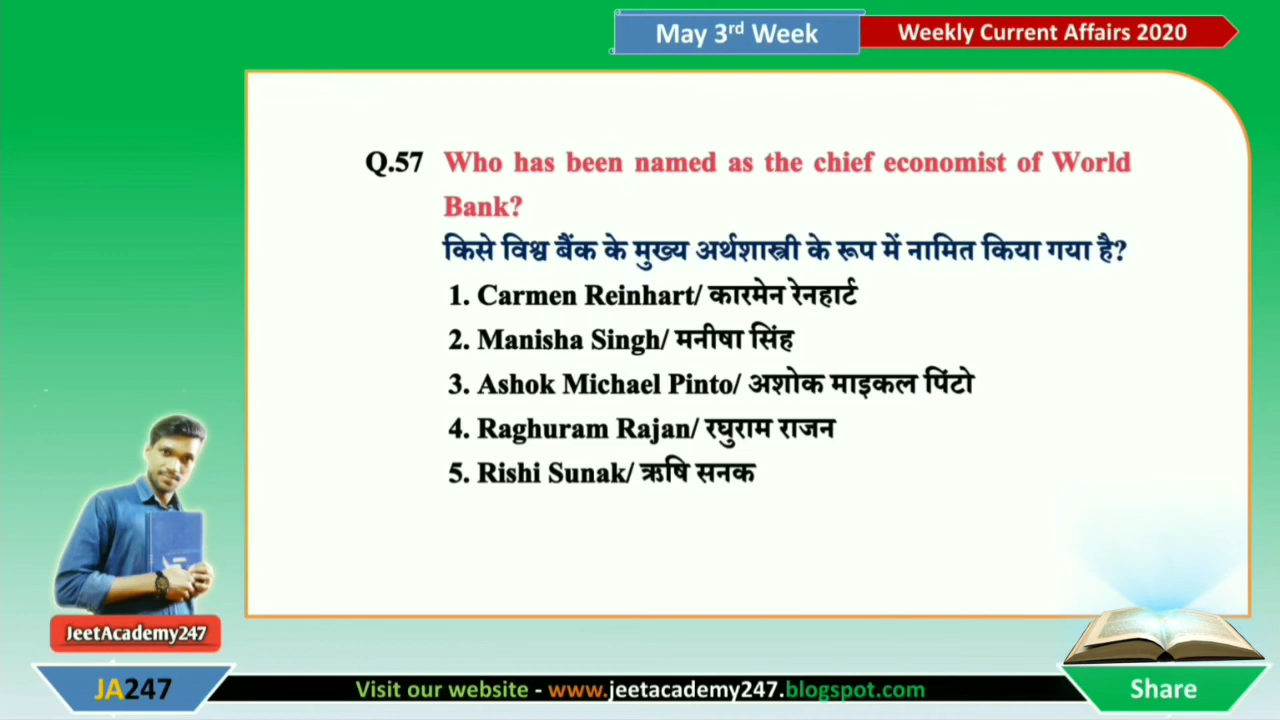 May 3rd Week
Weekly Current Affairs 2020
Q.57 Who has been named as the chief economist of World
Bank?
किसे विश्व बैंक के मुख्य अर्थशास्त्री के रूप में नामित किया गया है?
1. Carmen Reinhart/ कारमेन रेनहार्ट
2. Manisha Singh/ मनीषा सिंह
3. Ashok Michael Pinto/ अशोक माइकल पिंटो
4. Raghuram Rajan/ रघुराम राजन
5. Rishi Sunak/ ऋषि सनक
JeetAcademy247
JA247
Visit our website - www.jeetacademy247.blogspot.com
Share